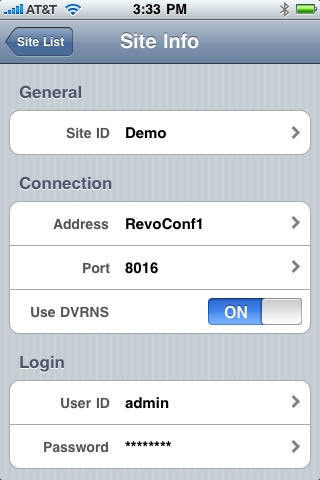 AT&T 3:33 PM
Site List Site Info
General
Site ID Demo
Connection
Address RevoConf1
Port 8016
Use DVRNS ON
Login
User ID admin
Password ********